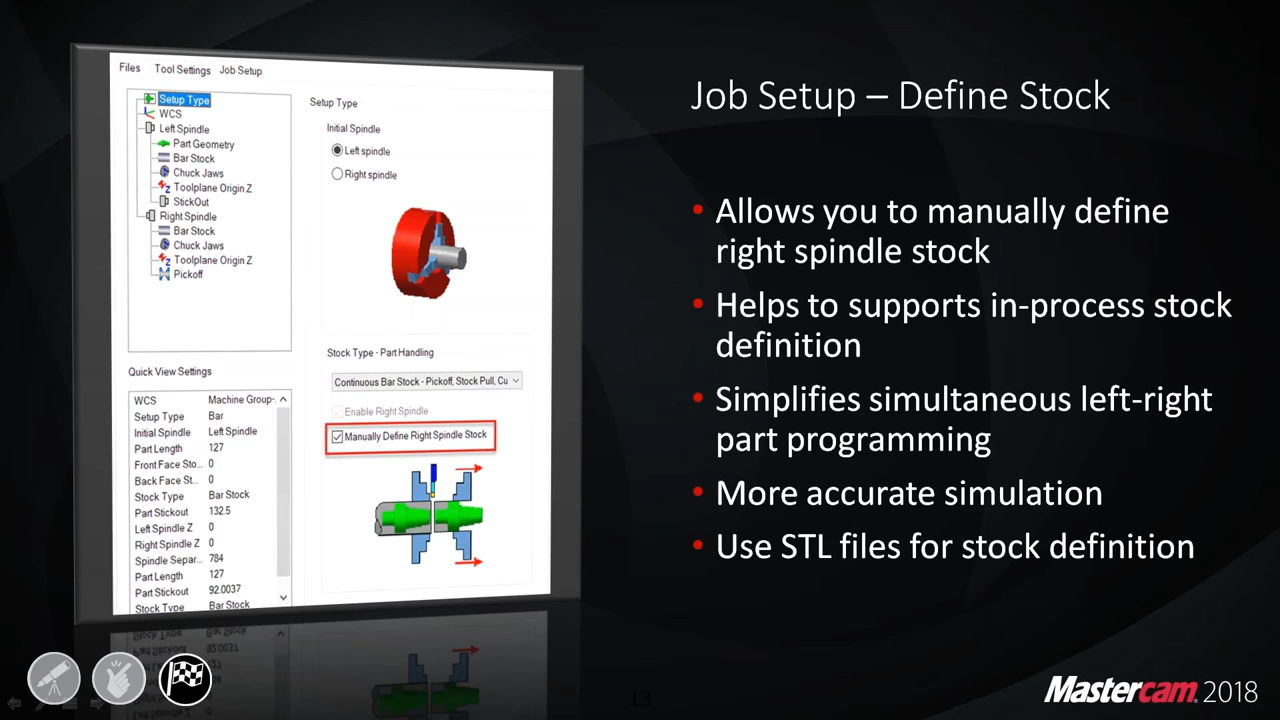 Files Tool Settings Job Setup
Setup Type
WCS
Left Spindle
Part Geometry
Bar Stock
Chuck Jaws
Toolplane Origin Z
StickOut
Right Spindle
Bar Stock
Chuck Jaws
Toolplane Origin Z
Pickoff
Quick View Settings
WCS Machine Group-
Setup Type Bar
Initial Spindle Left Spindle
Part Length 127
Front Face Sto... 0
Back Face St... 0
Stock Type Bar Stock
Part Stickout 132.5
Left Spindle Z 0
Right Spindle Z 0
Spindle Separ... 784
Part Length 127
Part Stickout 92.0037
Stock Type Bar Stock
Setup Type
Initial Spindle
Left spindle
Right spindle
Stock Type - Part Handling
Continuous Bar Stock - Pickoff, Stock Pull, Cu
Enable Right Spindle
Manually Define Right Spindle Stock
Job Setup – Define Stock
• Allows you to manually define
right spindle stock
• Helps to supports in-process stock
definition
• Simplifies simultaneous left-right
part programming
• More accurate simulation
• Use STL files for stock definition
13
Mastercam. 2018